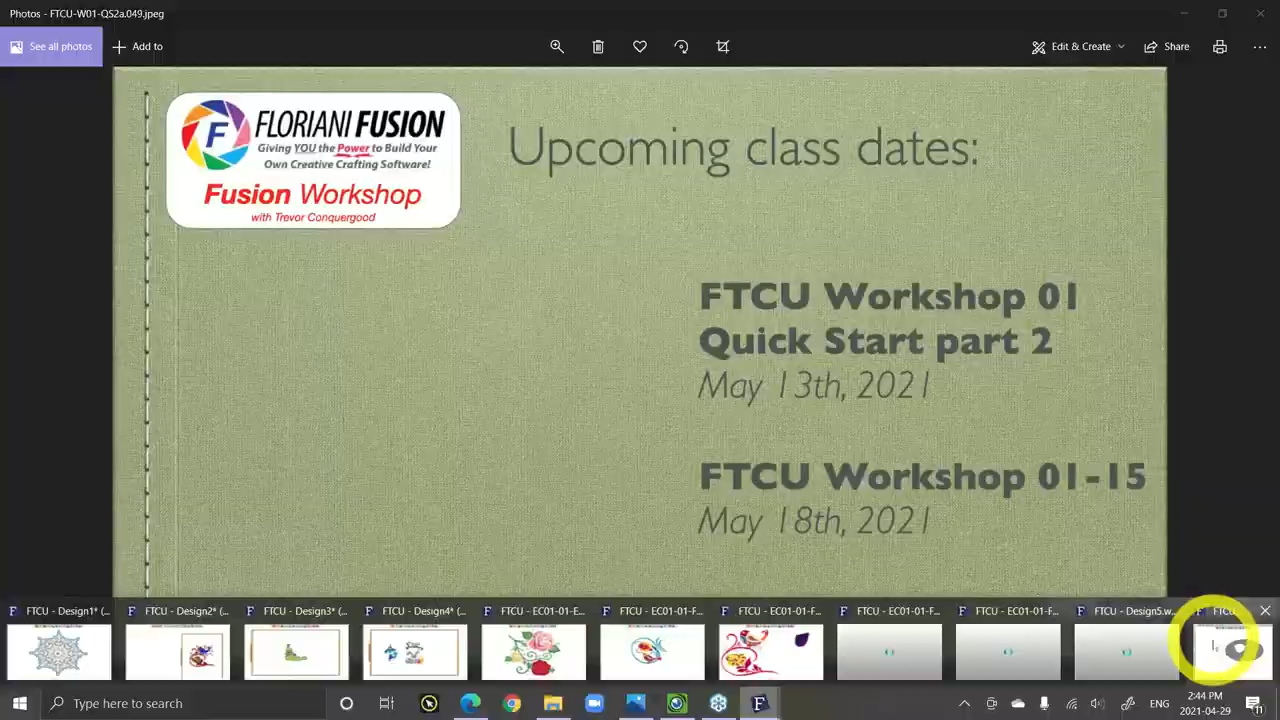 Photos - FTCU-W01-QS2a.049.jpeg
See all photos
Add to
Edit & Create
Share
F
FLORIANI FUSION
Giving YOU the Power to Build Your
Own Creative Crafting Software!
Fusion Workshop
with Trevor Conquergood
Upcoming class dates:
FTCU Workshop 01
Quick Start part 2
May 13th, 2021
FTCU Workshop 01-15
May 18th, 2021
FTCU - Design1* (...
FTCU - Design2* (...
FTCU - Design3* (...
FTCU - Design4* (...
FTCU - EC01-01-E...
FTCU - EC01-01-F...
FTCU - EC01-01-F...
FTCU - EC01-01-F...
FTCU - EC01-01-F...
FTCU - Design5.w...
FTCU
Type here to search
ENG
2:44 PM
2021-04-29
11